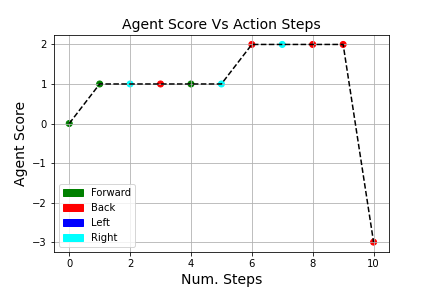 Agent Score Vs Action Steps
2
1
0
−1
−2
−3
Agent Score
Forward
Back
Left
Right
0 2 4 6 8 10
Num. Steps